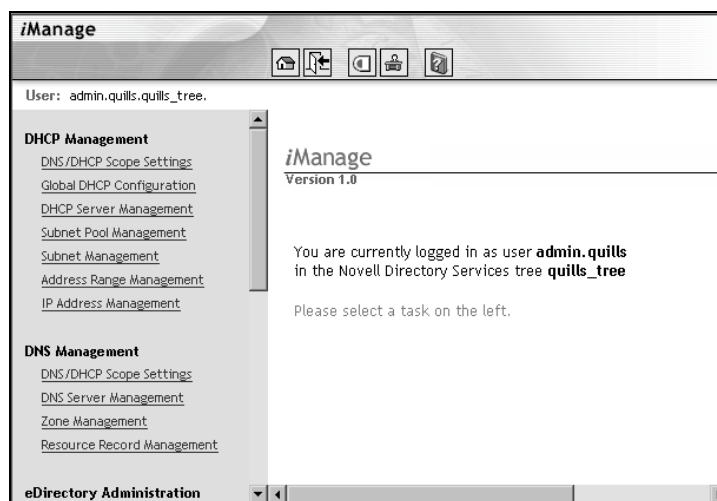 iManage
User: admin.quills.quills_tree.
DHCP Management
DNS/DHCP Scope Settings
Global DHCP Configuration
DHCP Server Management
Subnet Pool Management
Subnet Management
Address Range Management
IP Address Management
DNS Management
DNS/DHCP Scope Settings
DNS Server Management
Zone Management
Resource Record Management
eDirectory Administration
iManage
Version 1.0
You are currently logged in as user admin.quills
in the Novell Directory Services tree quills_tree
Please select a task on the left.